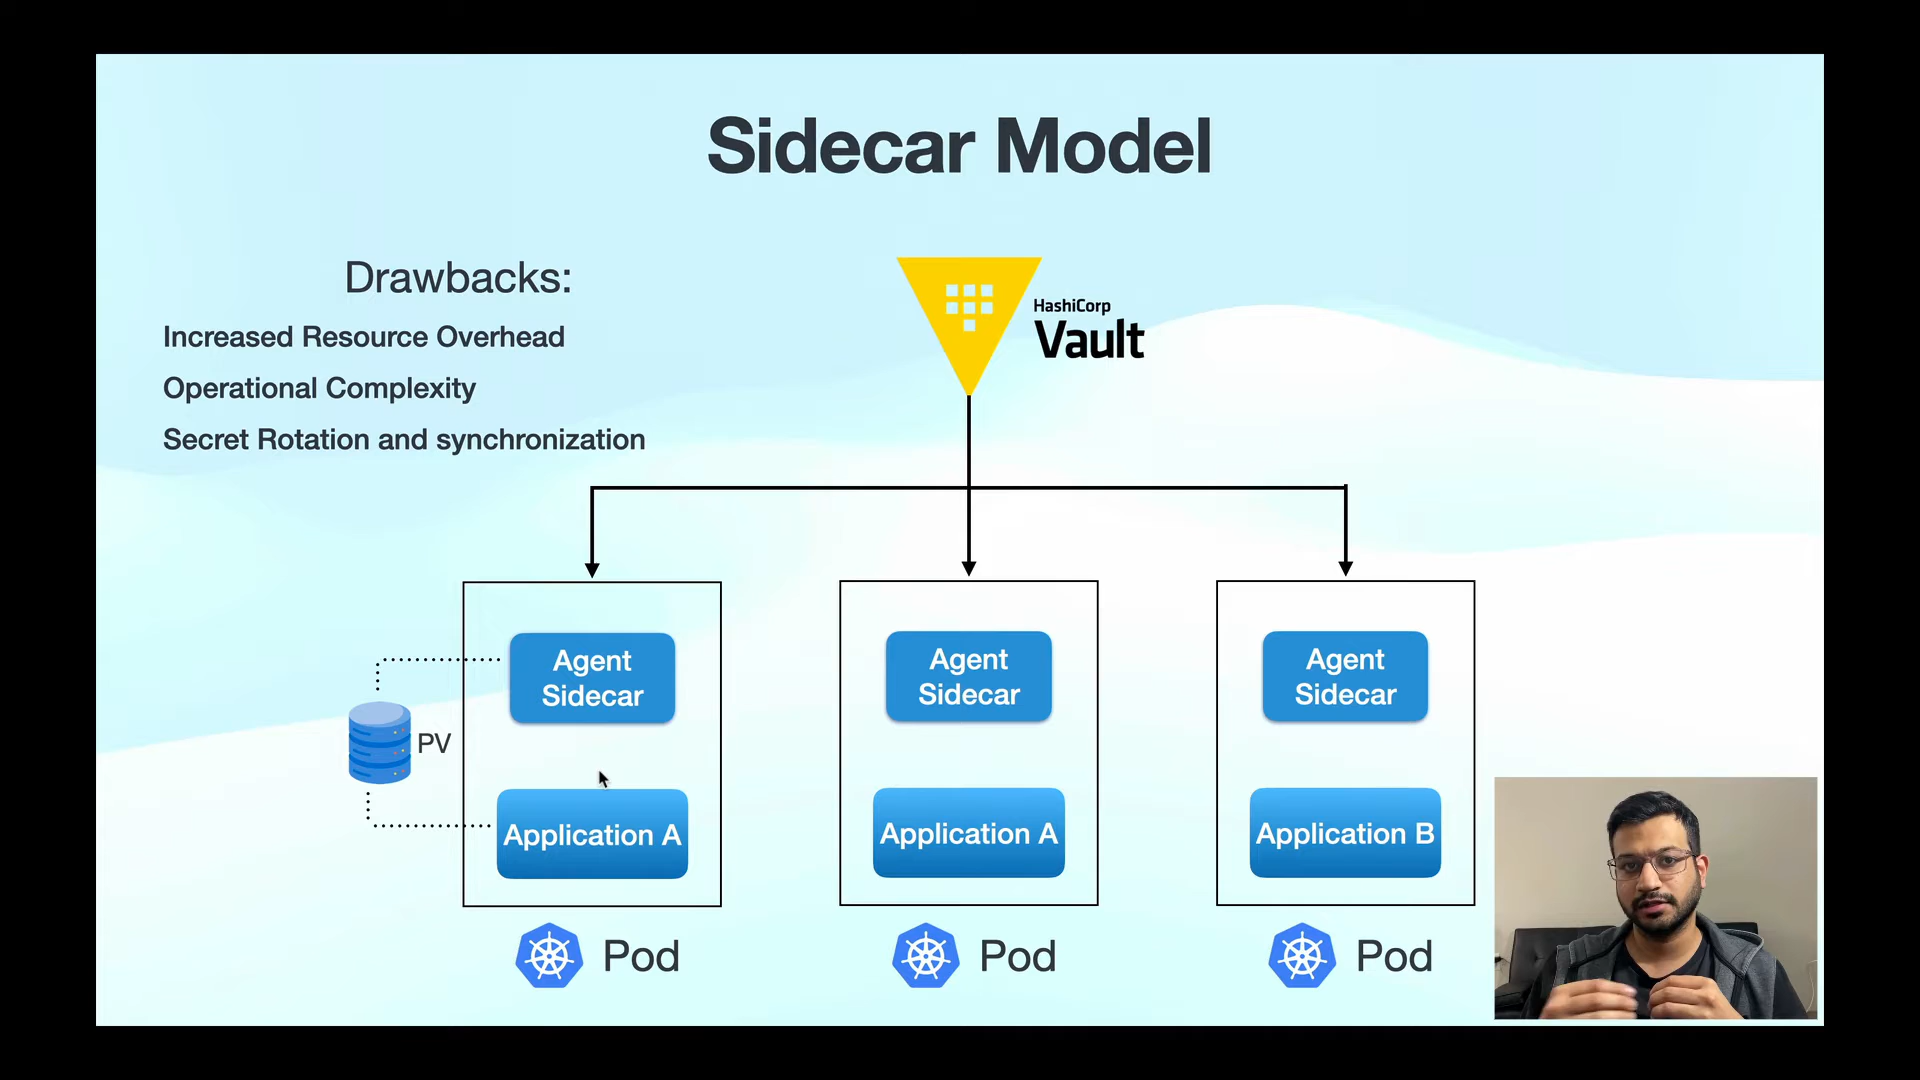 Sidecar Model
Drawbacks:
Increased Resource Overhead
Operational Complexity
Secret Rotation and synchronization
HashiCorp
Vault
Agent
Sidecar
Agent
Sidecar
Agent
Sidecar
PV
Application A
Application A
Application B
Pod
Pod
Pod